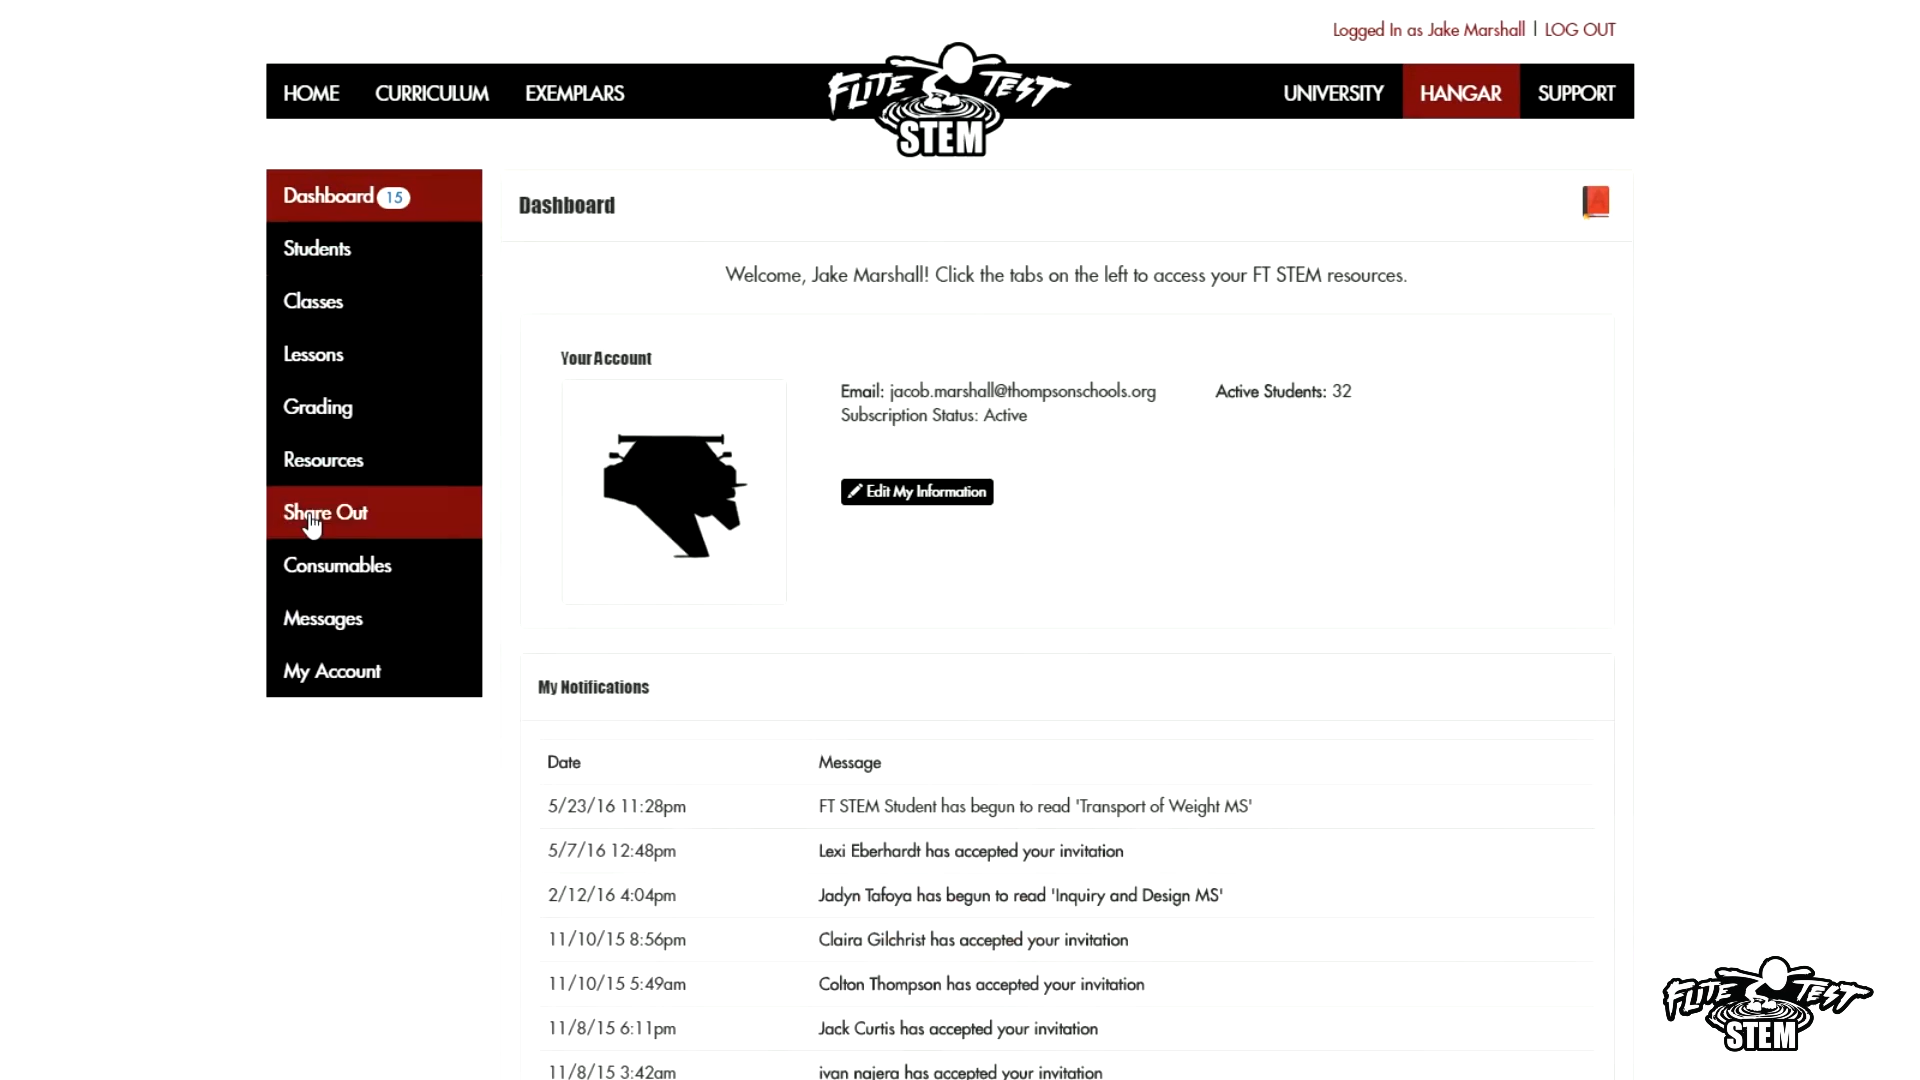 Logged In as Jake Marshall | LOG OUT
HOME CURRICULUM EXEMPLARS FLITE TEST STEM UNIVERSITY HANGAR SUPPORT
Dashboard 15
Students
Classes
Lessons
Grading
Resources
Share Out
Consumables
Messages
My Account
Dashboard
Welcome, Jake Marshall! Click the tabs on the left to access your FT STEM resources.
Your Account
Email: jacob.marshall@thompsonschools.org Active Students: 32
Subscription Status: Active
Edit My Information
My Notifications
Date Message
5/23/16 11:28pm FT STEM Student has begun to read 'Transport of Weight MS'
5/7/16 12:48pm Lexi Eberhardt has accepted your invitation
2/12/16 4:04pm Jadyn Tafoya has begun to read 'Inquiry and Design MS'
11/10/15 8:56pm Claira Gilchrist has accepted your invitation
11/10/15 5:49am Colton Thompson has accepted your invitation
11/8/15 6:11pm Jack Curtis has accepted your invitation
11/8/15 3:42am ivan najera has accepted your invitation
FLITE TEST
STEM